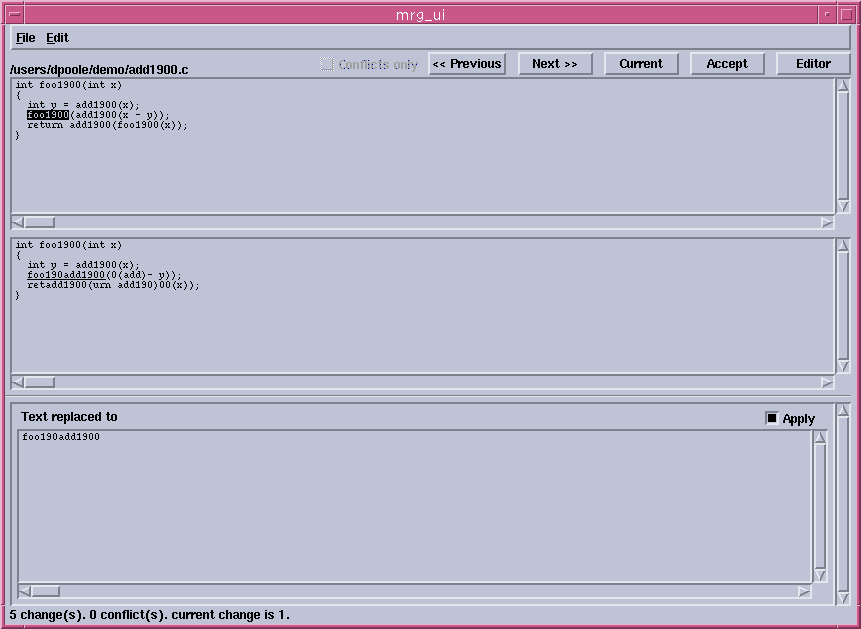 mrg_ui
File Edit
/users/dpoole/demo/add1900.c Conflicts only << Previous Next >> Current Accept Editor
int foo1900(int x)
{
int y = add1900(x);
foo1900(add1900(x - y));
return add1900(foo1900(x));
}
int foo1900(int x)
{
int y = add1900(x);
foo190add1900(0(add)- y));
retadd1900(urn add190)00(x));
}
Text replaced to Apply
foo190add1900
5 change(s). 0 conflict(s). current change is 1.